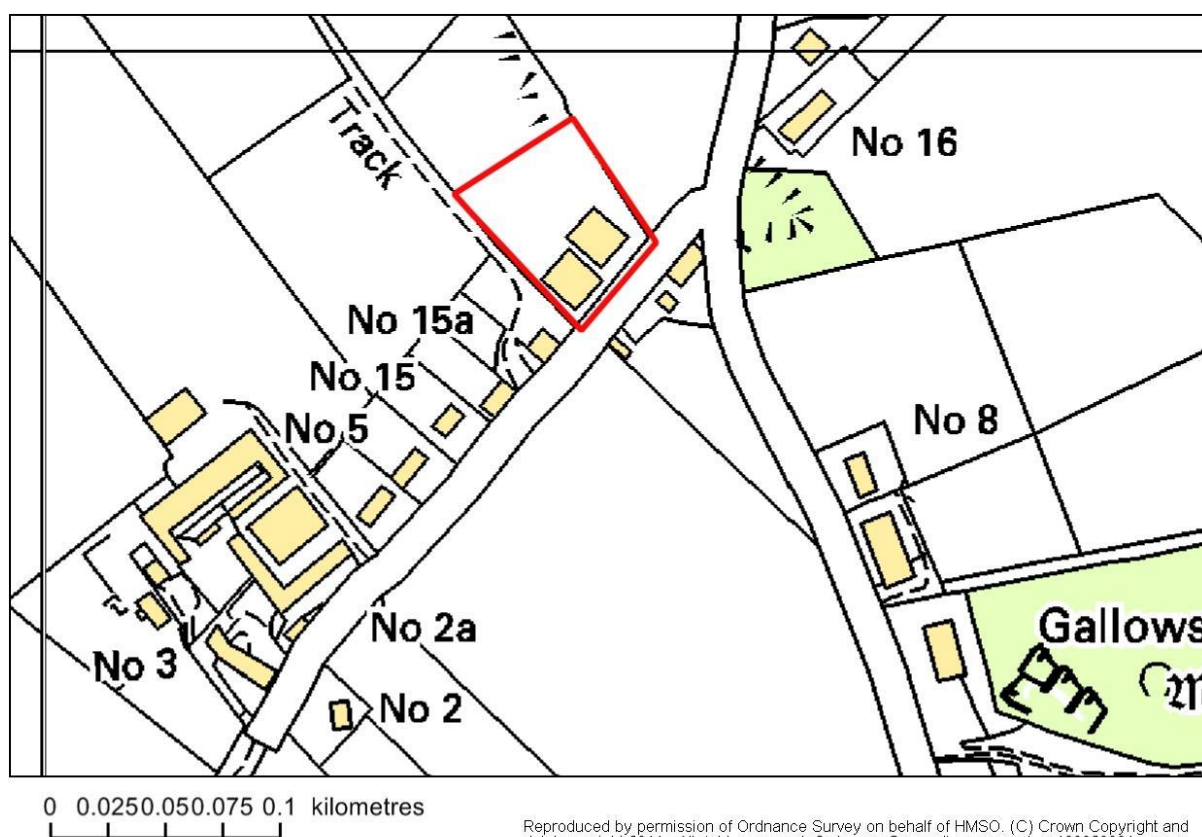 Track
No 16
No 15a
No 15
No 5
No 8
Gallows
No 2a
No 3
No 2
0 0.0250.050.075 0.1 kilometres
Reproduced by permission of Ordnance Survey on behalf of HMSO. (C) Crown Copyright and